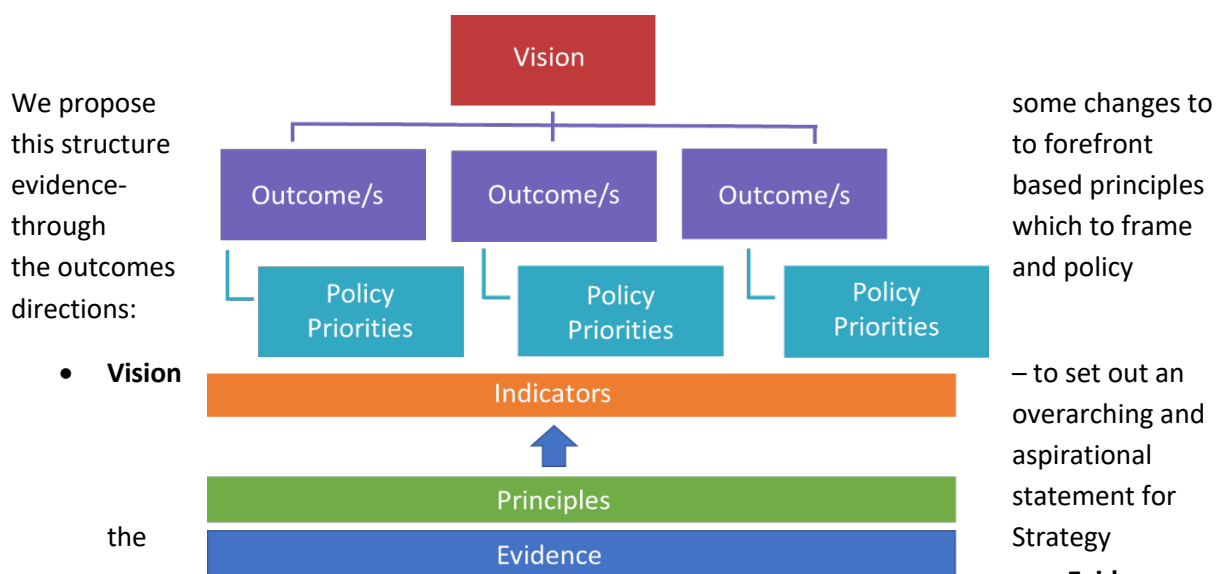 Vision
We propose some changes to
this structure to forefront
evidence- based principles
Outcome/s Outcome/s Outcome/s
through which to frame
the outcomes and policy
directions:
Policy Priorities Policy Priorities Policy Priorities
• Vision – to set out an
Indicators
overarching and
aspirational
Principles
statement for
the Strategy
Evidence